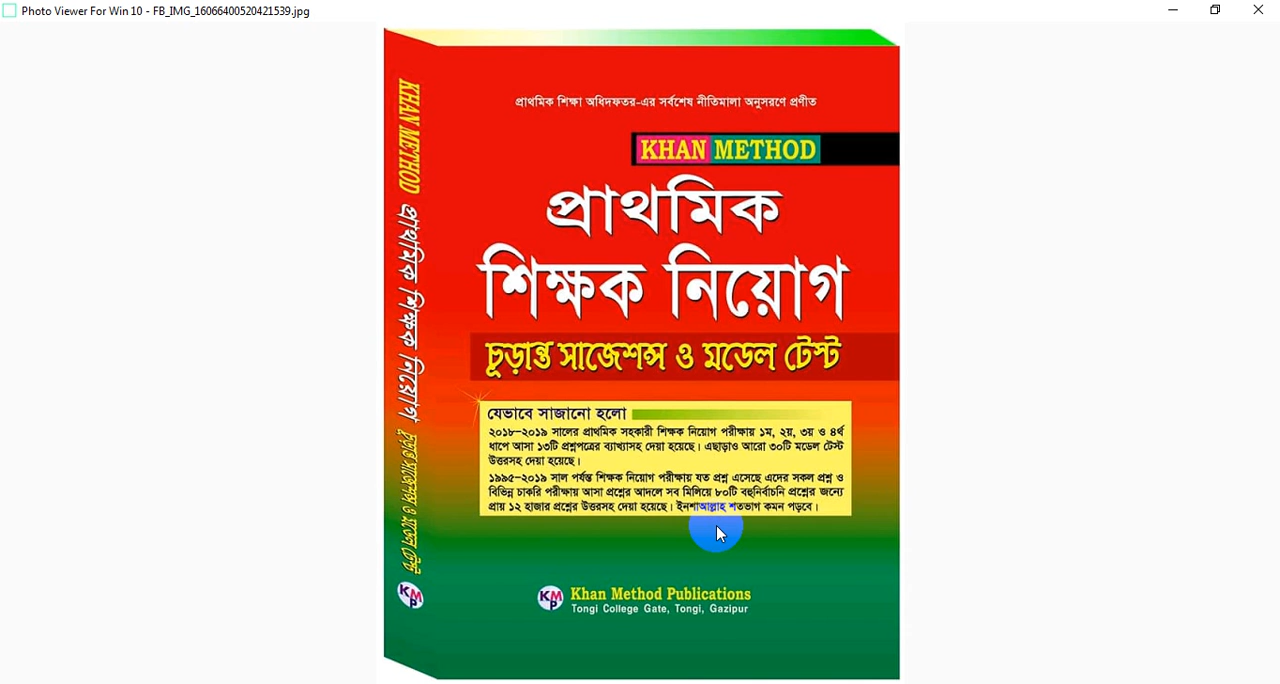 Photo Viewer For Win 10 - FB_IMG_16066400520421539.jpg
প্রাথমিক শিক্ষা অধিদফতর-এর সর্বশেষ নীতিমালা অনুসরণে প্রণীত
KHAN METHOD
প্রাথমিক
শিক্ষক নিয়োগ
চূড়ান্ত সাজেশন্স ও মডেল টেস্ট
যেভাবে সাজানো হলো
২০১৮-২০১৯ সালের প্রাথমিক সহকারী শিক্ষক নিয়োগ পরীক্ষায় ১ম, ২য়, ৩য় ও ৪র্থ
ধাপে আসা ১৩টি প্রশ্নপত্রের ব্যাখ্যাসহ দেয়া হয়েছে। এছাড়াও আরো ৩০টি মডেল টেস্ট
উত্তরসহ দেয়া হয়েছে।
১৯৯৫-২০১৯ সাল পর্যন্ত শিক্ষক নিয়োগ পরীক্ষায় যত প্রশ্ন এসেছে এদের সকল প্রশ্ন ও
বিভিন্ন চাকরি পরীক্ষায় আসা প্রশ্নের আদলে সব মিলিয়ে ৮০টি বহুনির্বাচনি প্রশ্নের জন্যে
প্রায় ১২ হাজার প্রশ্নের উত্তরসহ দেয়া হয়েছে। ইনশাআল্লাহ শতভাগ কমন পড়বে।
KMP Khan Method Publications
Tongi College Gate, Tongi, Gazipur
KHAN METHOD প্রাথমিক শিক্ষক নিয়োগ চূড়ান্ত সাজেশন্স ও মডেল টেস্ট
KMP